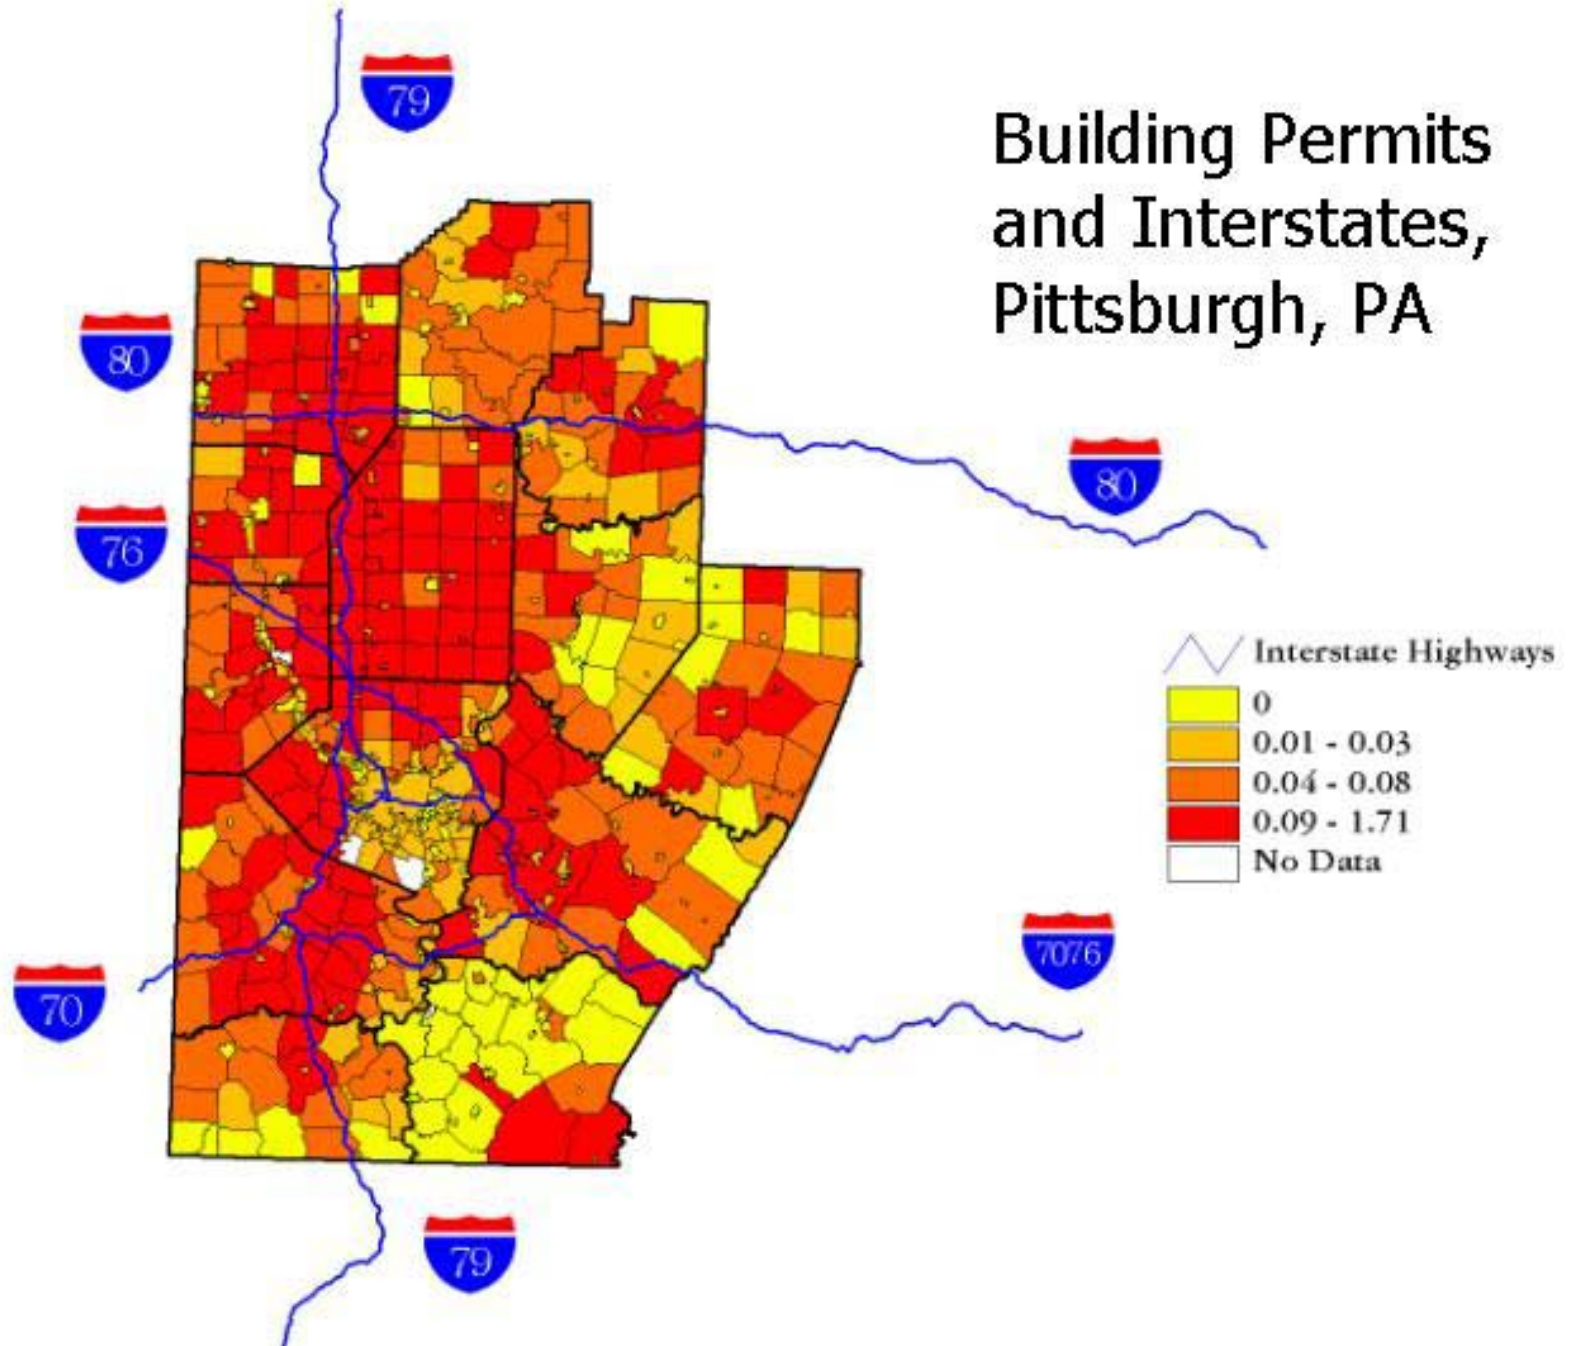 79
Building Permits
and Interstates,
Pittsburgh, PA
80
80
76
Interstate Highways
0
0.01 - 0.03
0.04 - 0.08
0.09 - 1.71
No Data
7076
70
79